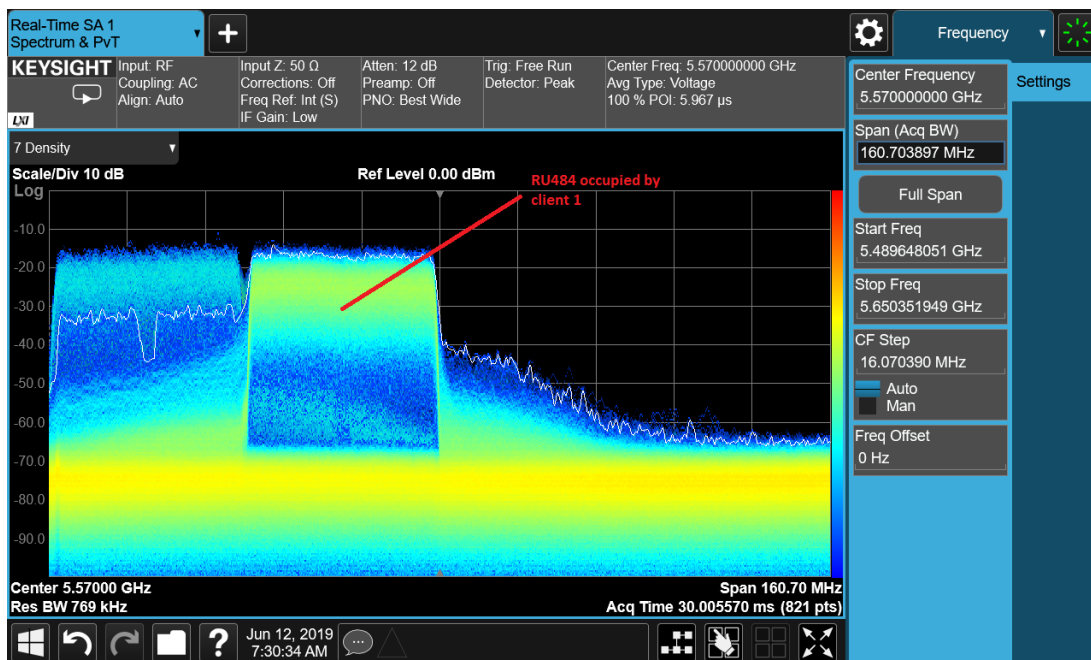 Real-Time SA 1
Spectrum & PvT
+
Frequency
KEYSIGHT
Input: RF
Coupling: AC
Align: Auto
Input Z: 50 Ω
Corrections: Off
Freq Ref: Int (S)
IF Gain: Low
Atten: 12 dB
Preamp: Off
PNO: Best Wide
Trig: Free Run
Detector: Peak
Center Freq: 5.570000000 GHz
Avg Type: Voltage
100 % POI: 5.967 µs
LXI
7 Density
Scale/Div 10 dB
Ref Level 0.00 dBm
Log
RU484 occupied by
client 1
-10.0
-20.0
-30.0
-40.0
-50.0
-60.0
-70.0
-80.0
-90.0
Center 5.57000 GHz
Res BW 769 kHz
Span 160.70 MHz
Acq Time 30.005570 ms (821 pts)
Center Frequency
5.570000000 GHz
Span (Acq BW)
160.703897 MHz
Full Span
Start Freq
5.489648051 GHz
Stop Freq
5.650351949 GHz
CF Step
16.070390 MHz
Auto
Man
Freq Offset
0 Hz
Settings
?
Jun 12, 2019
7:30:34 AM